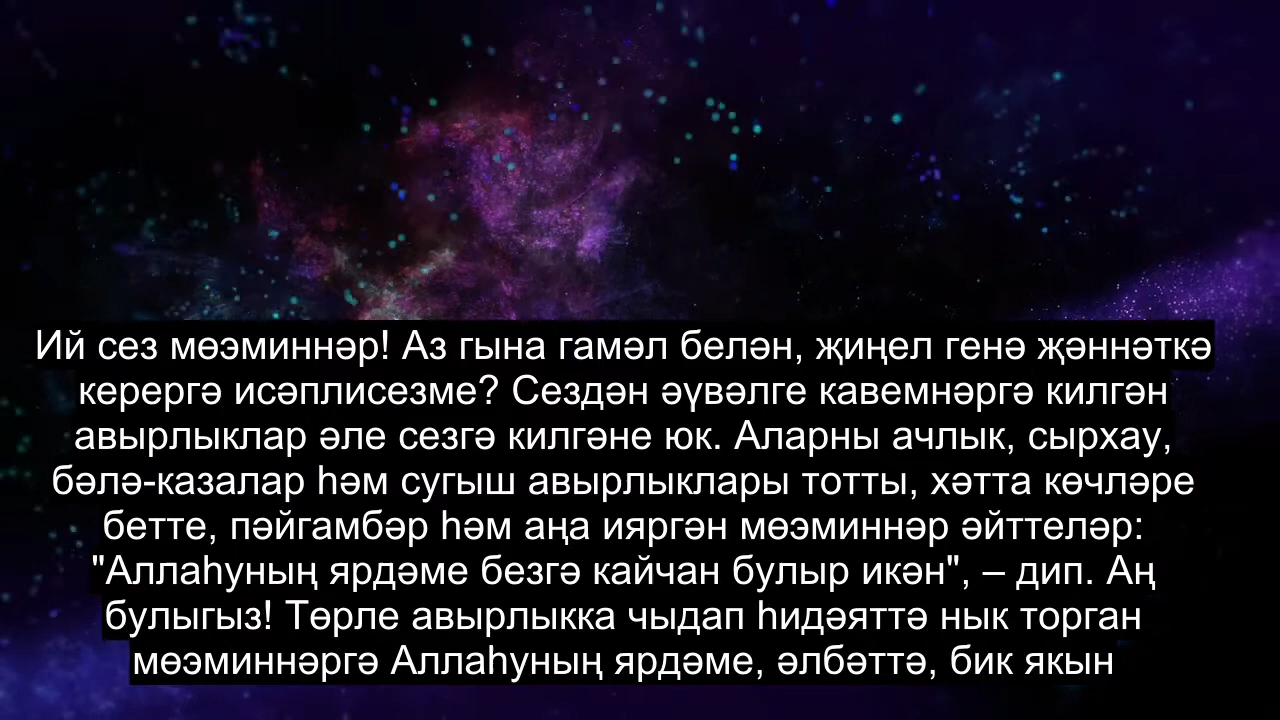 Ий сез мөэминнәр! Аз гына гамәл белән, җиңел генә җәннәткә
керергә исәплисезме? Сездән әүвәлге кавемнәргә килгән
авырлыклар әле сезгә килгәне юк. Аларны ачлык, сырхау,
бәлә-казалар һәм сугыш авырлыклары тотты, хәтта көчләре
бетте, пәйгамбәр һәм аңа ияргән мөэминнәр әйттеләр:
"Аллаһуның ярдәме безгә кайчан булыр икән", – дип. Аң
булыгыз! Төрле авырлыкка чыдап һидәяттә нык торган
мөэминнәргә Аллаһуның ярдәме, әлбәттә, бик якын